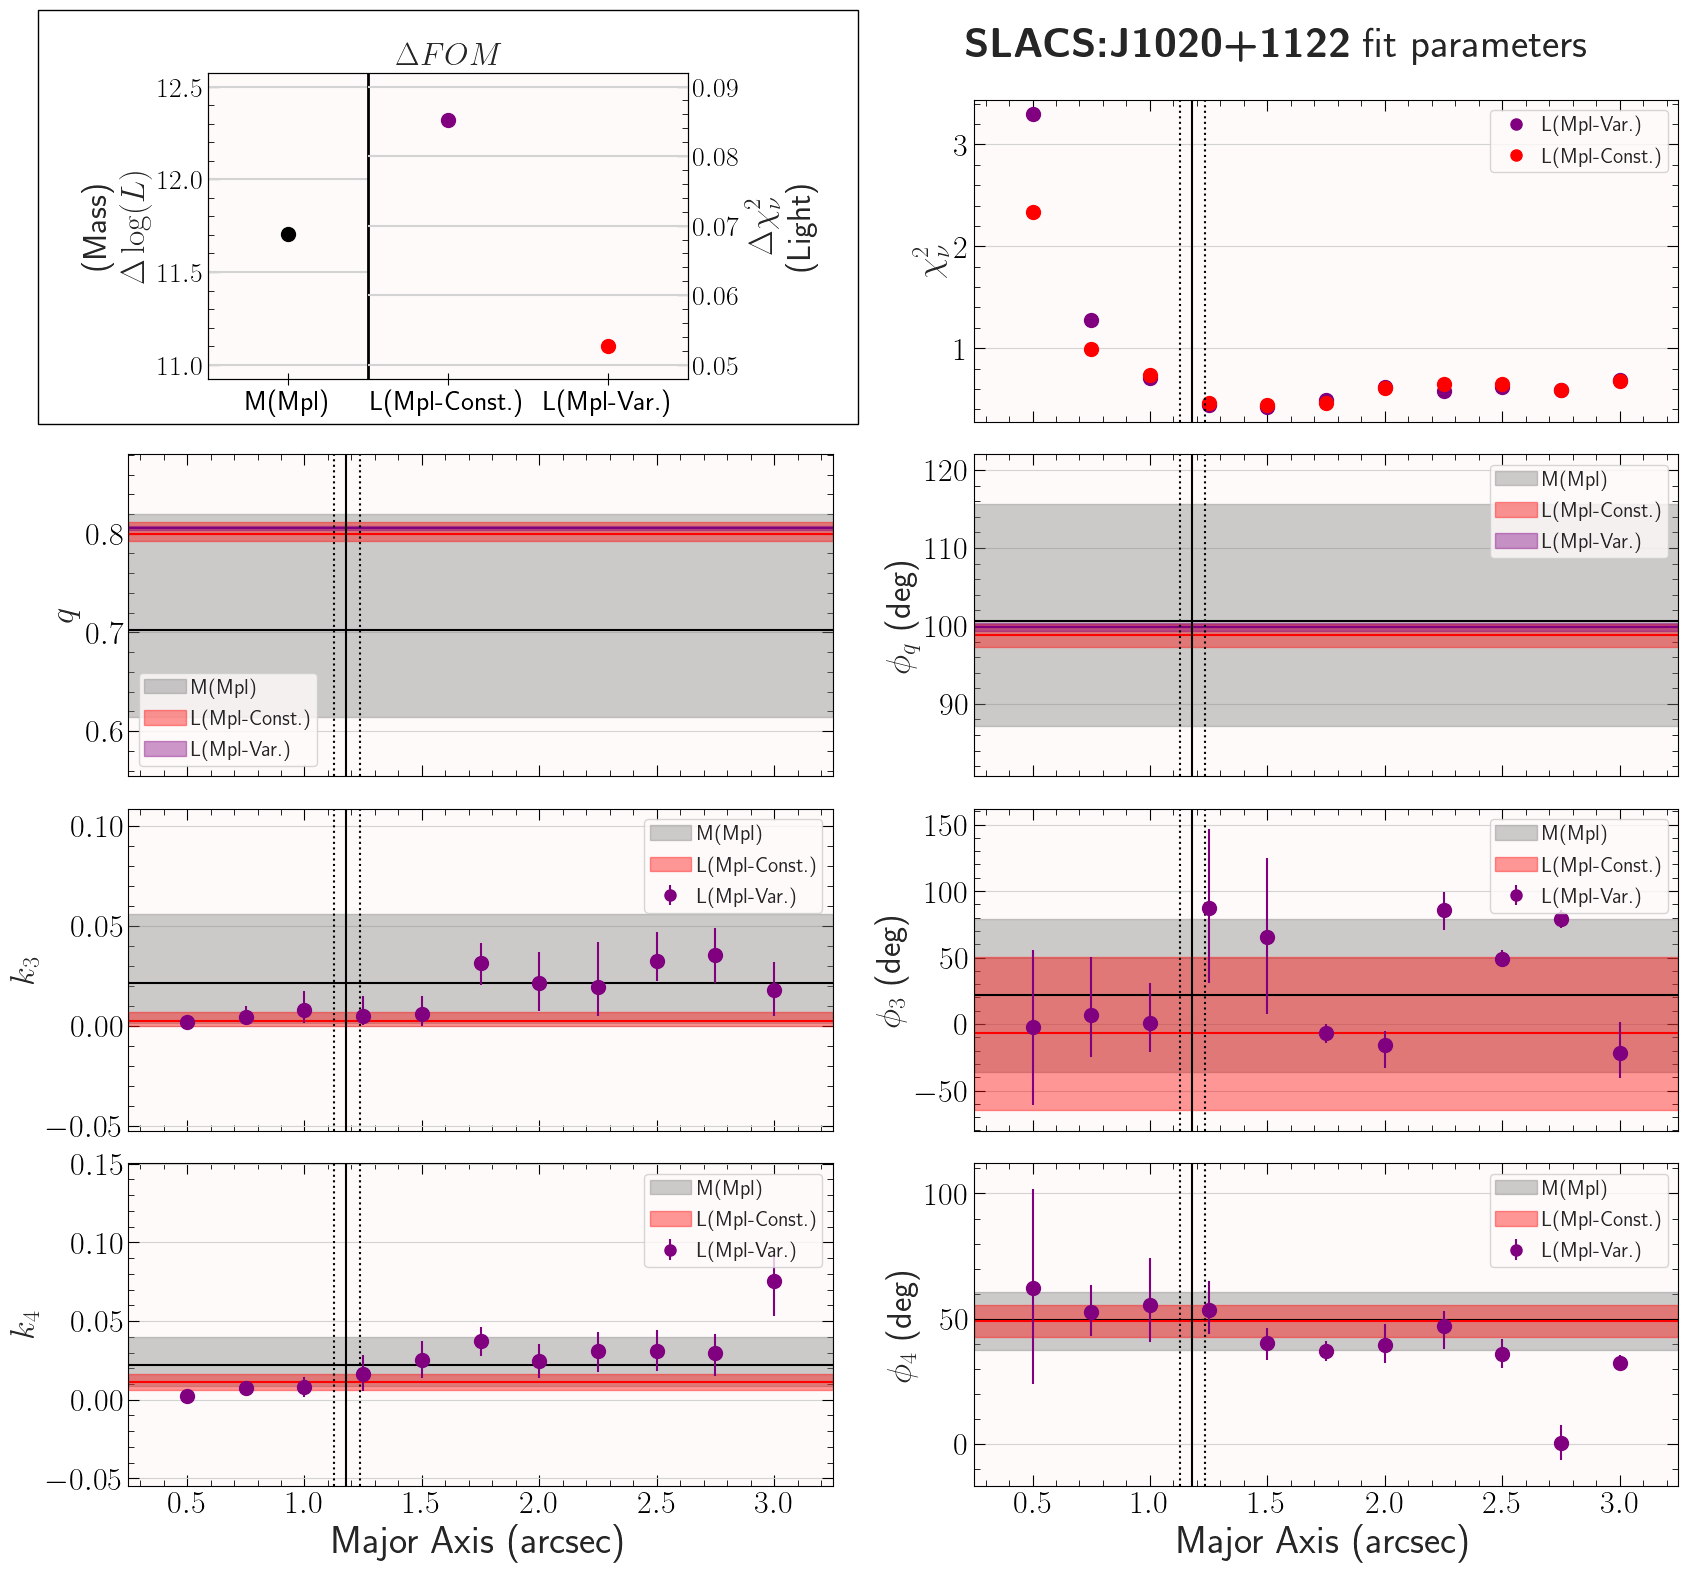 SLACS:J1020+1122 fit parameters
ΔFOM
12.5
12.0
11.5
11.0
(Mass)
Δ log(L)
0.09
0.08
0.07
0.06
0.05
Δχ²ᵥ
(Light)
M(Mpl) L(Mpl-Const.) L(Mpl-Var.)
3
2
1
χ²ᵥ
L(Mpl-Var.)
L(Mpl-Const.)
0.8
0.7
0.6
q
M(Mpl)
L(Mpl-Const.)
L(Mpl-Var.)
120
110
100
90
ϕq (deg)
M(Mpl)
L(Mpl-Const.)
L(Mpl-Var.)
0.10
0.05
0.00
−0.05
k₃
M(Mpl)
L(Mpl-Const.)
L(Mpl-Var.)
150
100
50
0
−50
ϕ₃ (deg)
M(Mpl)
L(Mpl-Const.)
L(Mpl-Var.)
0.15
0.10
0.05
0.00
−0.05
k₄
M(Mpl)
L(Mpl-Const.)
L(Mpl-Var.)
0.5 1.0 1.5 2.0 2.5 3.0
Major Axis (arcsec)
100
50
0
ϕ₄ (deg)
M(Mpl)
L(Mpl-Const.)
L(Mpl-Var.)
0.5 1.0 1.5 2.0 2.5 3.0
Major Axis (arcsec)